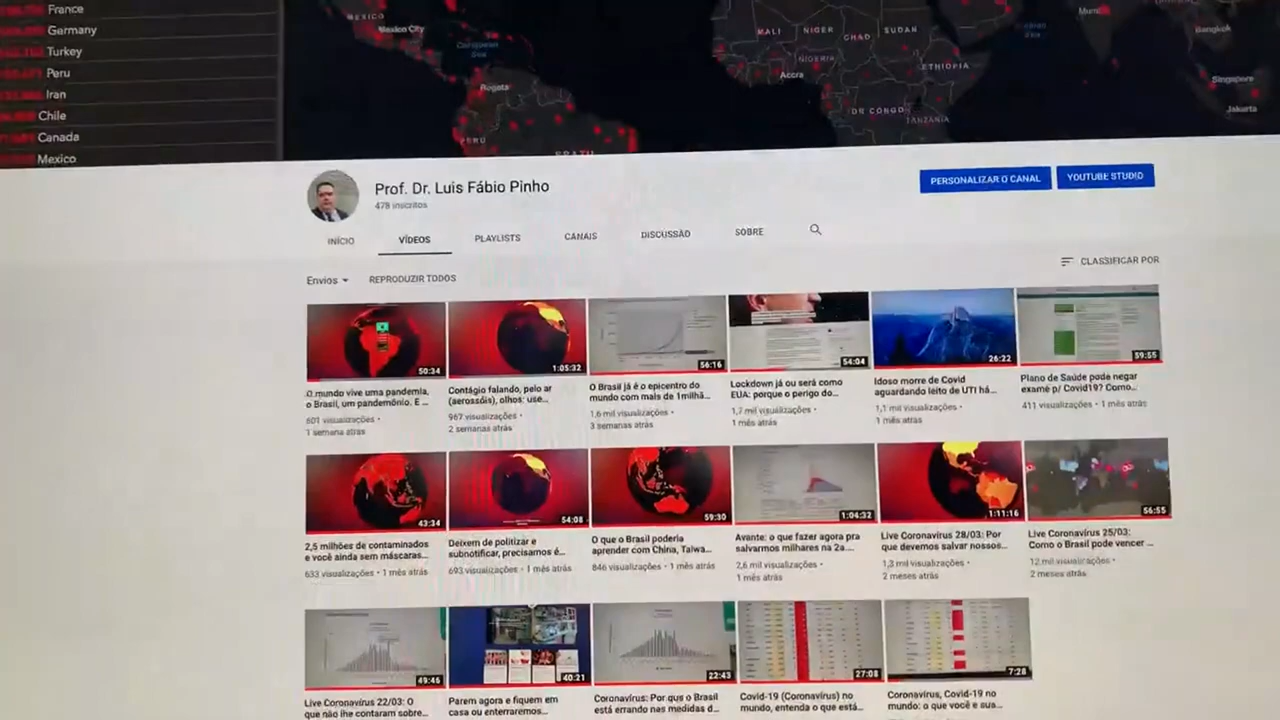 France
Germany
Turkey
Peru
Iran
Chile
Canada
Mexico
MEXICO
Mexico City
Caribbean
Sea
Bogota
PERU
BRAZIL
MALI
NIGER
CHAD
SUDAN
NIGERIA
Accra
ETHIOPIA
DR CONGO
TANZANIA
Mumbai
Bangkok
Singapore
Jakarta
Prof. Dr. Luis Fábio Pinho
478 inscritos
PERSONALIZAR O CANAL
YOUTUBE STUDIO
INÍCIO
VÍDEOS
PLAYLISTS
CANAIS
DISCUSSÃO
SOBRE
Envios
REPRODUZIR TODOS
CLASSIFICAR POR
50:34
1:05:32
56:16
54:04
26:22
59:55
O mundo vive uma pandemia,
o Brasil, um pandemônio. E ...
601 visualizações •
1 semana atrás
Contágio falando, pelo ar
(aerossóis), olhos: use...
967 visualizações •
2 semanas atrás
O Brasil já é o epicentro do
mundo com mais de 1milhã...
1,6 mil visualizações •
3 semanas atrás
Lockdown já ou será como
EUA: porque o perigo do...
1,7 mil visualizações •
1 mês atrás
Idoso morre de Covid
aguardando leito de UTI há...
1,1 mil visualizações •
1 mês atrás
Plano de Saúde pode negar
exame p/ Covid19? Como...
411 visualizações • 1 mês atrás
43:34
54:08
59:30
1:04:32
1:11:16
56:55
2,5 milhões de contaminados
e você ainda sem máscaras...
633 visualizações • 1 mês atrás
Deixem de politizar e
subnotificar, precisamos é...
693 visualizações • 1 mês atrás
O que o Brasil poderia
aprender com China, Taiwa...
846 visualizações • 1 mês atrás
Avante: o que fazer agora pra
salvarmos milhares na 2a....
2,6 mil visualizações •
1 mês atrás
Live Coronavírus 28/03: Por
que devemos salvar nossos...
1,3 mil visualizações •
2 meses atrás
Live Coronavírus 25/03:
Como o Brasil pode vencer ...
12 mil visualizações •
2 meses atrás
49:45
40:21
22:43
27:08
7:28
Live Coronavírus 22/03: O
que não lhe contaram sobre...
Parem agora e fiquem em
casa ou enterraremos...
Coronavírus: Por que o Brasil
está errando nas medidas d...
Covid-19 (Coronavírus) no
mundo, entenda o que está...
Coronavírus, Covid-19 no
mundo: o que você e sua...